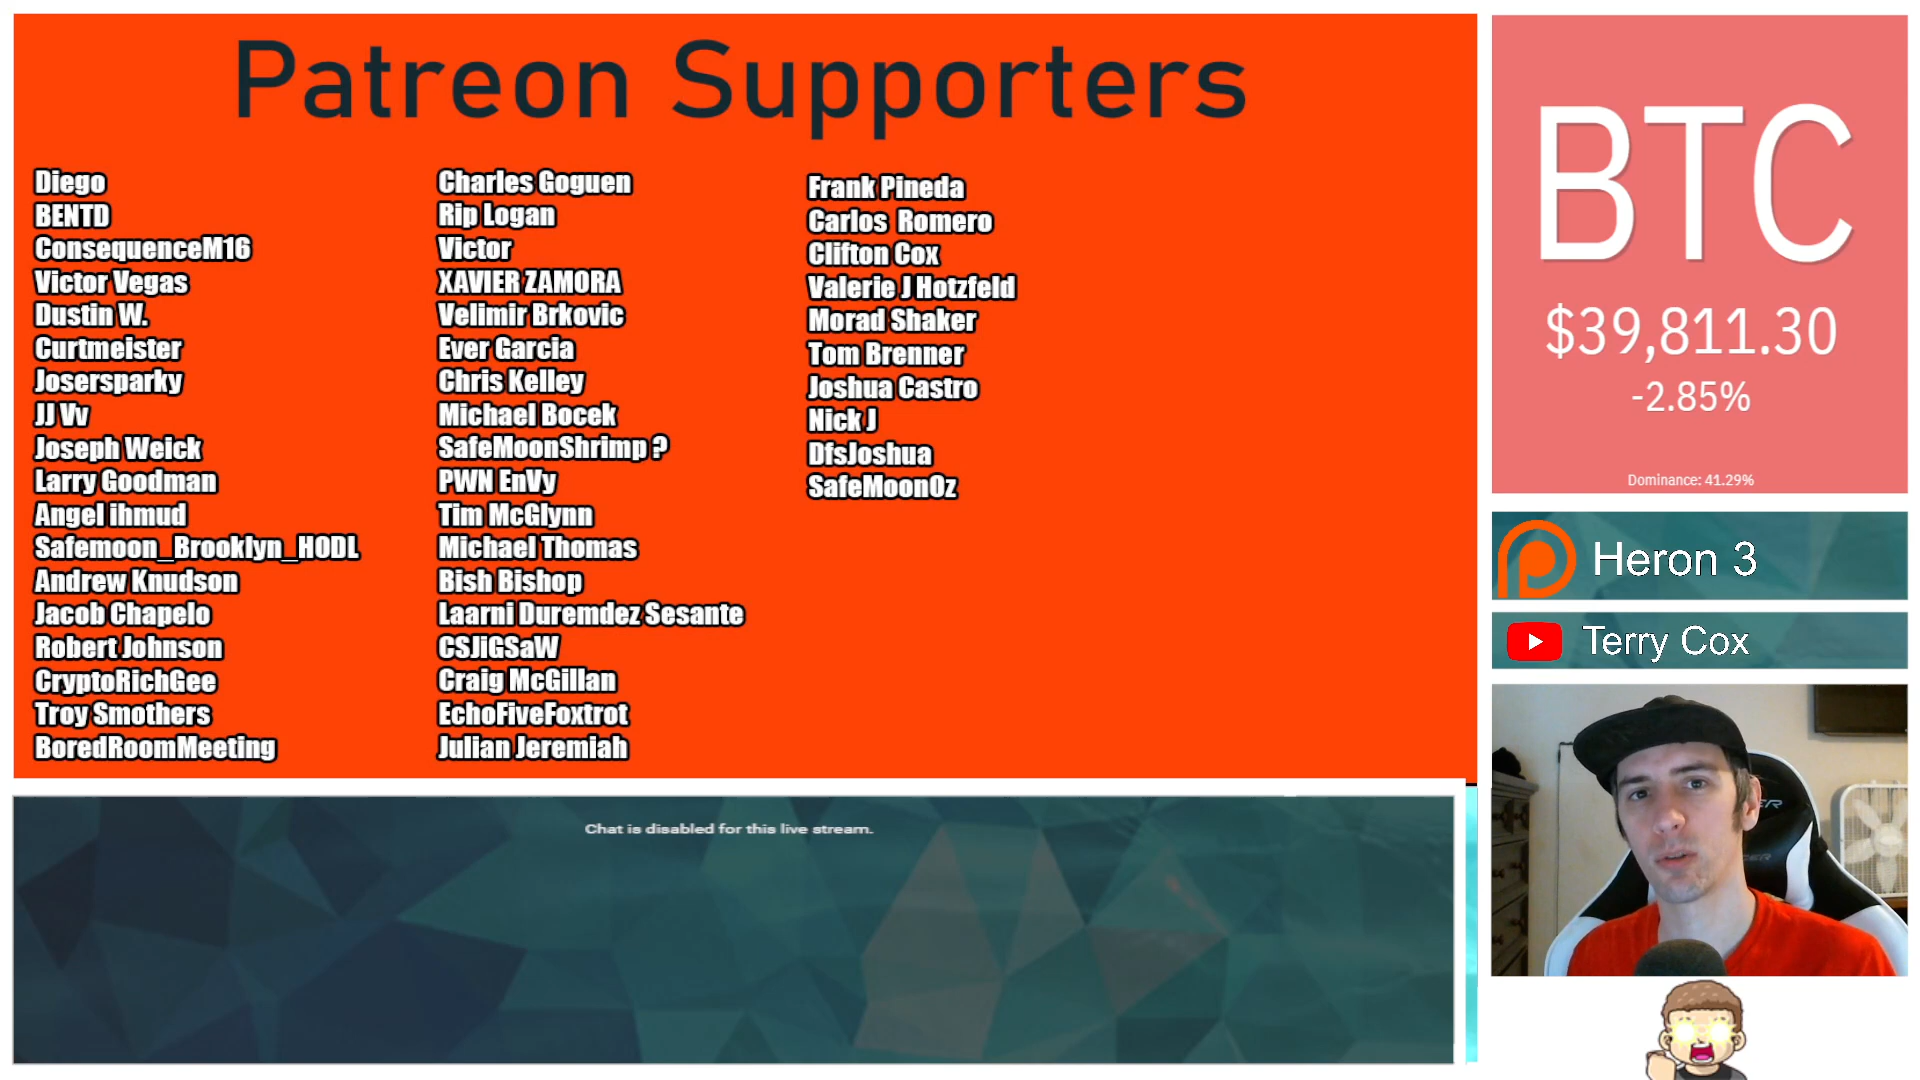 Patreon Supporters
Diego
BENTD
ConsequenceM16
Victor Vegas
Dustin W.
Curtmeister
Josersparky
JJ Vv
Joseph Weick
Larry Goodman
Angel ihmud
Safemoon_Brooklyn_HODL
Andrew Knudson
Jacob Chapelo
Robert Johnson
CryptoRichGee
Troy Smothers
BoredRoomMeeting
Charles Goguen
Rip Logan
Victor
XAVIER ZAMORA
Velimir Brkovic
Ever Garcia
Chris Kelley
Michael Bocek
SafeMoonShrimp ?
PWN EnVy
Tim McGlynn
Michael Thomas
Bish Bishop
Laarni Duremdez Sesante
CSJiGSaW
Craig McGillan
EchoFiveFoxtrot
Julian Jeremiah
Frank Pineda
Carlos  Romero
Clifton Cox
Valerie J Hotzfeld
Morad Shaker
Tom Brenner
Joshua Castro
Nick J
DfsJoshua
SafeMoonOz
Chat is disabled for this live stream.
BTC
$39,811.30
-2.85%
Dominance: 41.29%
Heron 3
Terry Cox